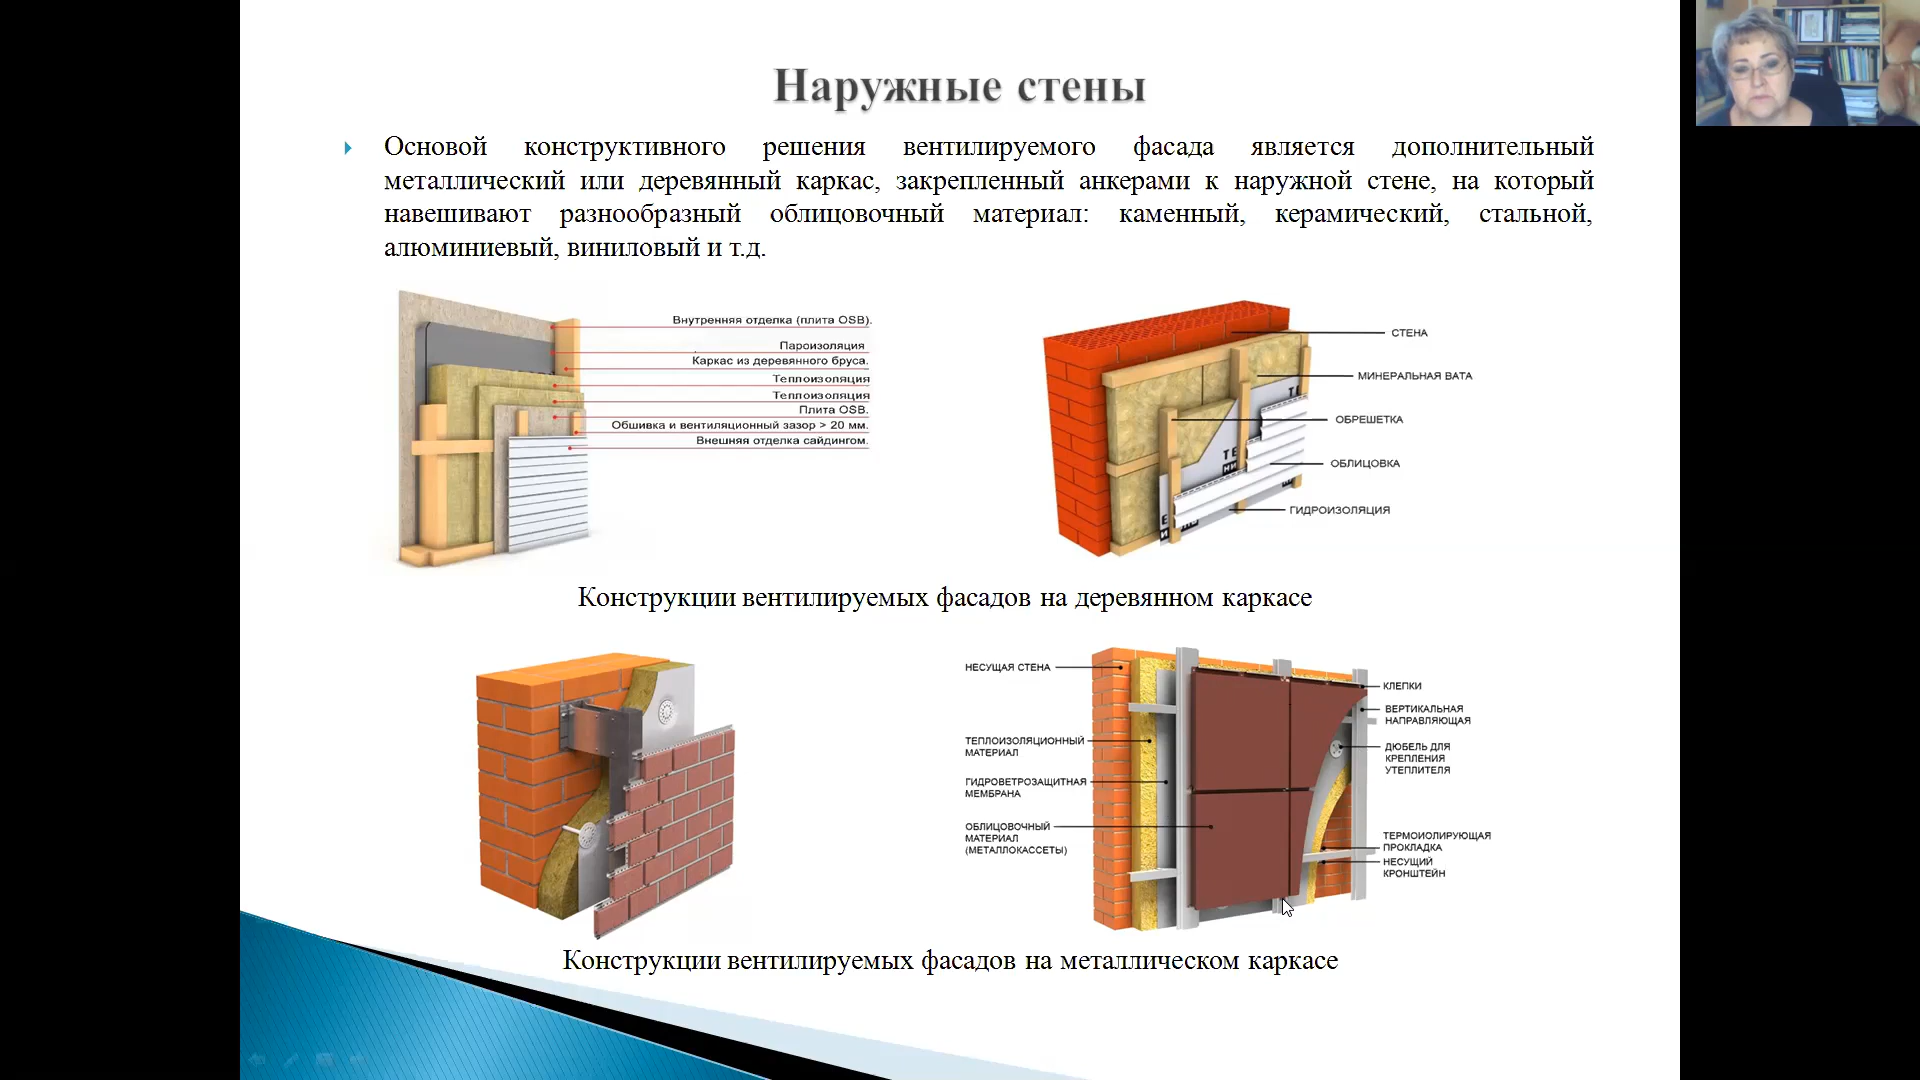 Наружные стены
Основой конструктивного решения вентилируемого фасада является дополнительный
металлический или деревянный каркас, закрепленный анкерами к наружной стене, на который
навешивают разнообразный облицовочный материал: каменный, керамический, стальной,
алюминиевый, виниловый и т.д.
Внутренняя отделка (плита OSB).
Пароизоляция
Каркас из деревянного бруса.
Теплоизоляция
Теплоизоляция
Плита OSB.
Обшивка и вентиляционный зазор > 20 мм.
Внешняя отделка сайдингом.
СТЕНА
МИНЕРАЛЬНАЯ ВАТА
ОБРЕШЕТКА
ОБЛИЦОВКА
ГИДРОИЗОЛЯЦИЯ
Конструкции вентилируемых фасадов на деревянном каркасе
НЕСУЩАЯ СТЕНА
ТЕПЛОИЗОЛЯЦИОННЫЙ
МАТЕРИАЛ
ГИДРОВЕТРОЗАЩИТНАЯ
МЕМБРАНА
ОБЛИЦОВОЧНЫЙ
МАТЕРИАЛ
(МЕТАЛЛОКАССЕТЫ)
КЛЕПКИ
ВЕРТИКАЛЬНАЯ
НАПРАВЛЯЮЩАЯ
ДЮБЕЛЬ ДЛЯ
КРЕПЛЕНИЯ
УТЕПЛИТЕЛЯ
ТЕРМОИОЛИРУЮЩАЯ
ПРОКЛАДКА
НЕСУЩИЙ
КРОНШТЕЙН
Конструкции вентилируемых фасадов на металлическом каркасе